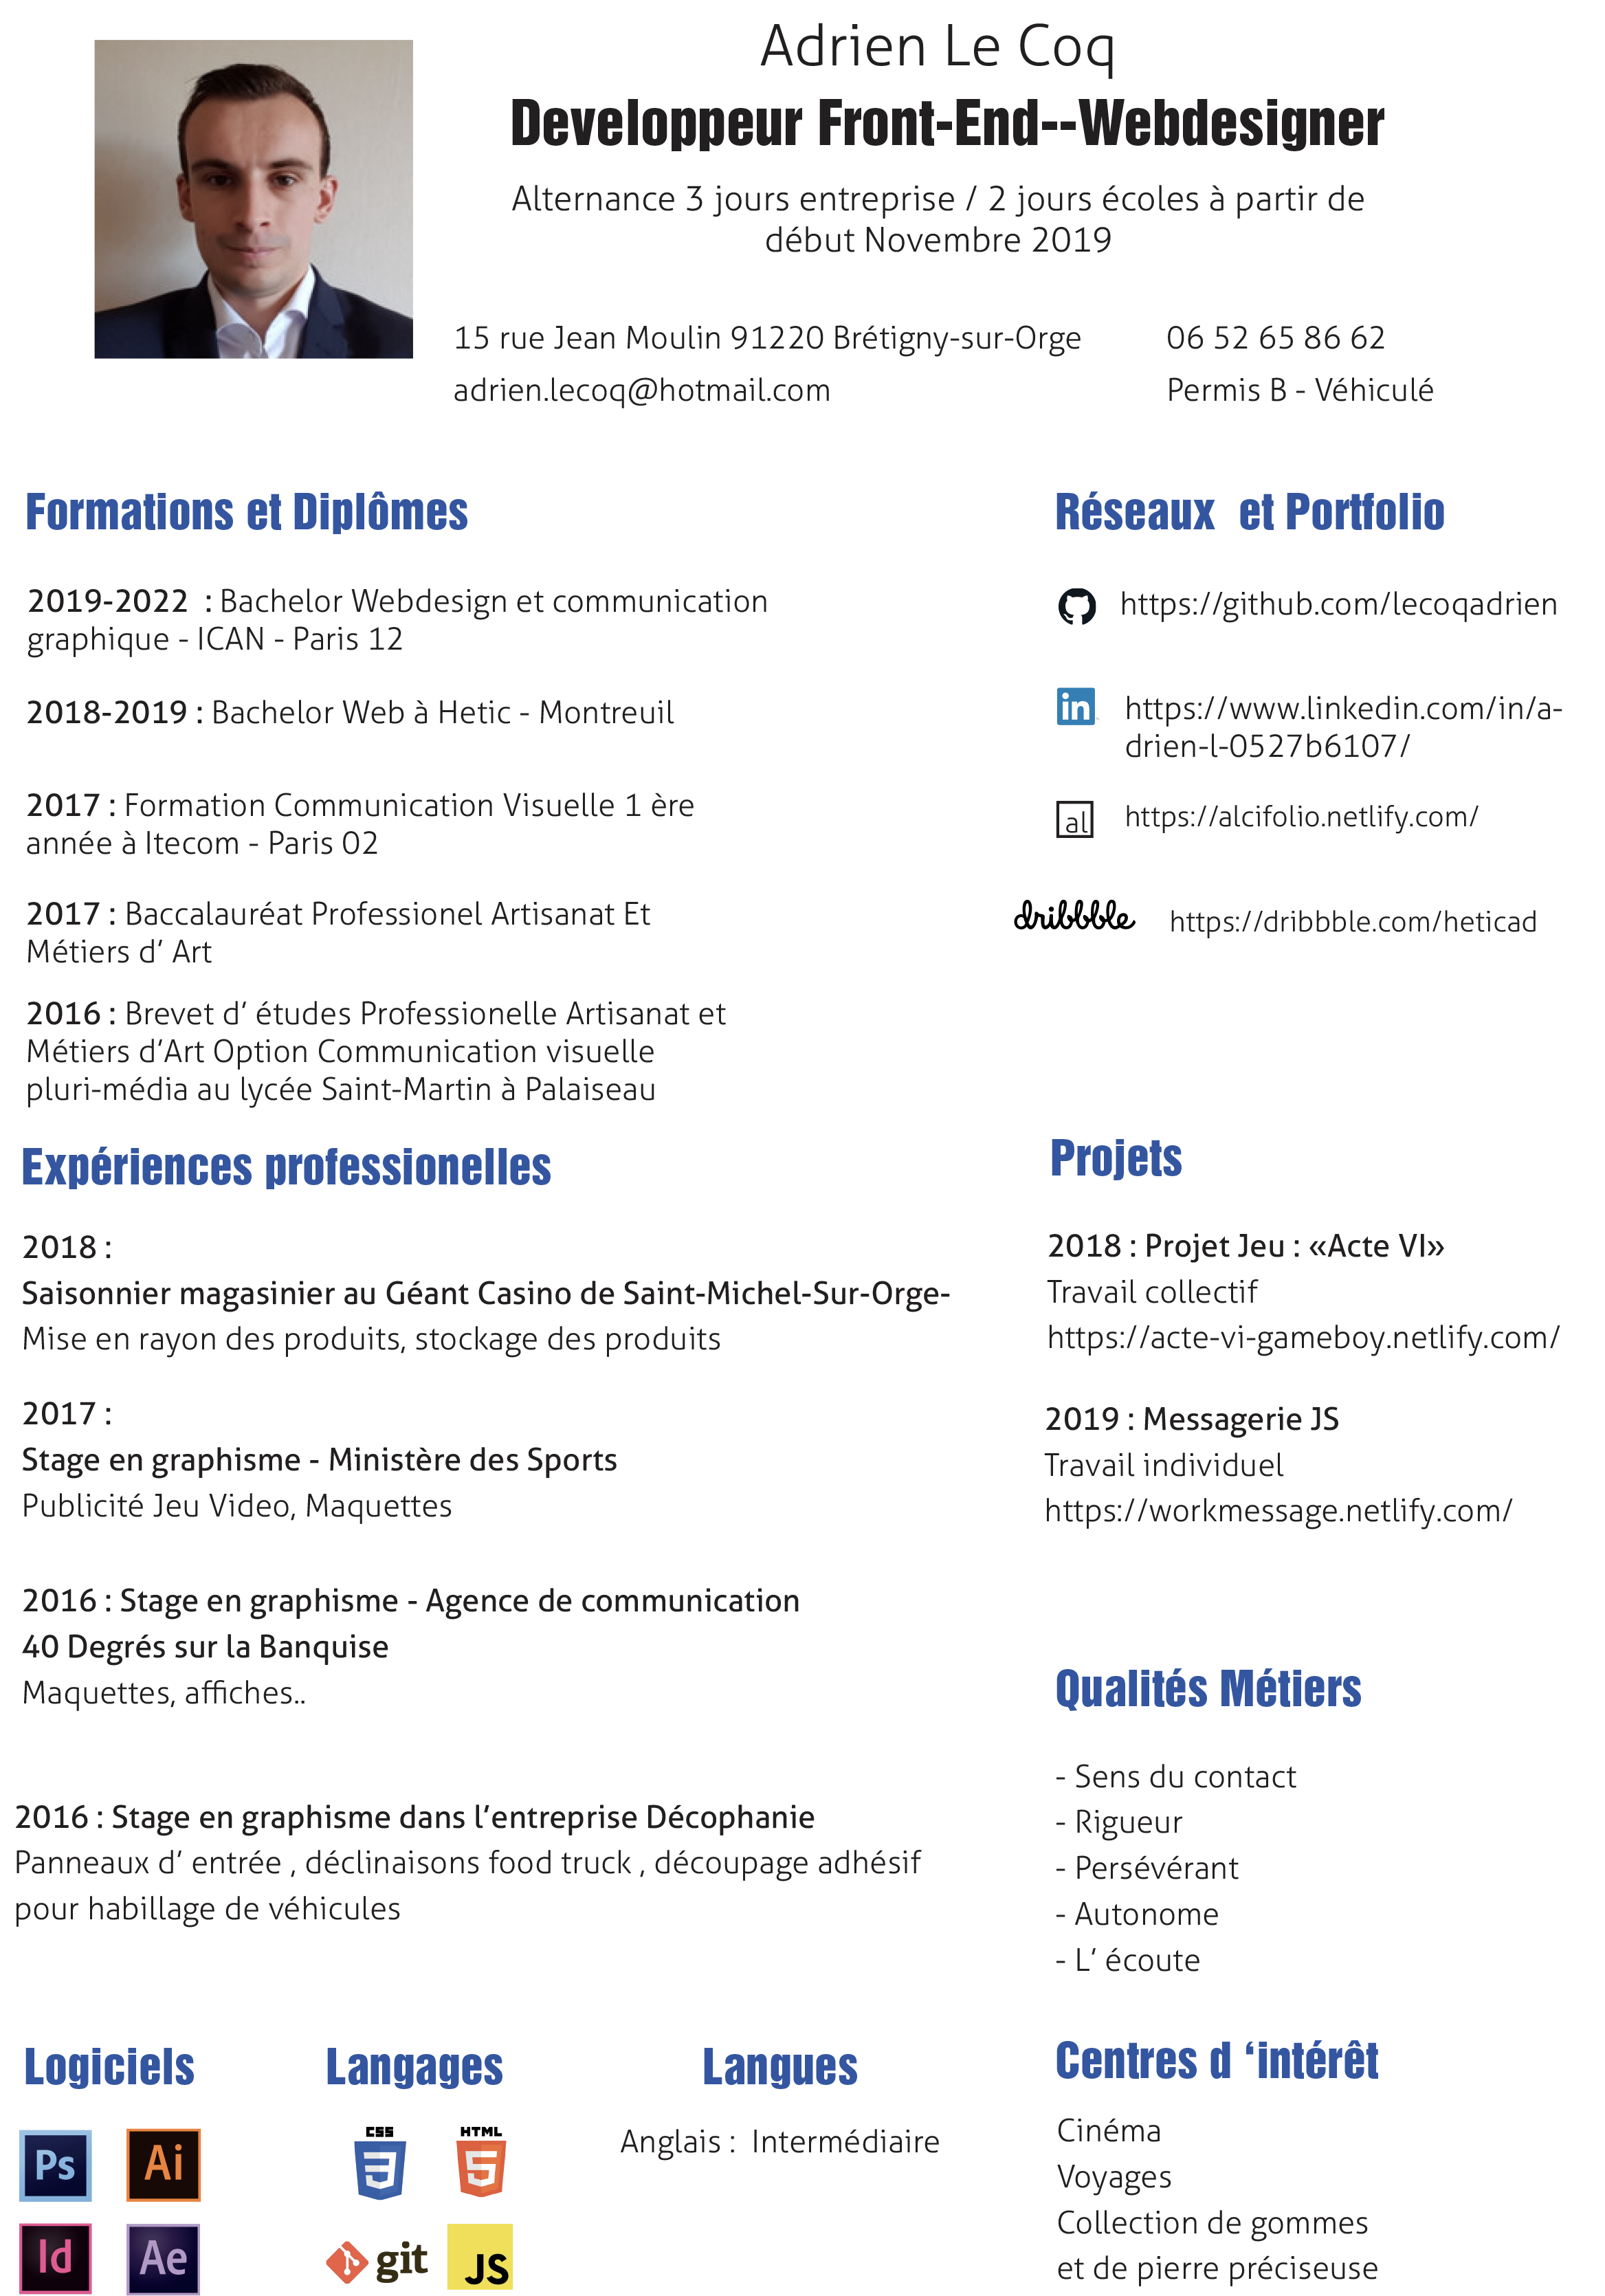 Adrien Le Coq
Developpeur Front-End--Webdesigner
Alternance 3 jours entreprise / 2 jours écoles à partir de
début Novembre 2019
15 rue Jean Moulin 91220 Brétigny-sur-Orge
06 52 65 86 62
adrien.lecoq@hotmail.com
Permis B - Véhiculé
Formations et Diplômes
2019-2022  : Bachelor Webdesign et communication
graphique - ICAN - Paris 12
2018-2019 : Bachelor Web à Hetic - Montreuil
2017 : Formation Communication Visuelle 1 ère
année à Itecom - Paris 02
2017 : Baccalauréat Professionel Artisanat Et
Métiers d’ Art
2016 : Brevet d’ études Professionelle Artisanat et
Métiers d’Art Option Communication visuelle
pluri-média au lycée Saint-Martin à Palaiseau
Réseaux  et Portfolio
https://github.com/lecoqadrien
in
https://www.linkedin.com/in/a-
drien-l-0527b6107/
al
https://alcifolio.netlify.com/
dribbble
https://dribbble.com/heticad
Expériences professionelles
2018 :
Saisonnier magasinier au Géant Casino de Saint-Michel-Sur-Orge-
Mise en rayon des produits, stockage des produits
2017 :
Stage en graphisme - Ministère des Sports
Publicité Jeu Video, Maquettes
2016 : Stage en graphisme - Agence de communication
40 Degrés sur la Banquise
Maquettes, affiches..
2016 : Stage en graphisme dans l’entreprise Décophanie
Panneaux d’ entrée , déclinaisons food truck , découpage adhésif
pour habillage de véhicules
Projets
2018 : Projet Jeu : «Acte VI»
Travail collectif
https://acte-vi-gameboy.netlify.com/
2019 : Messagerie JS
Travail individuel
https://workmessage.netlify.com/
Qualités Métiers
- Sens du contact
- Rigueur
- Persévérant
- Autonome
- L’ écoute
Logiciels
Ps
Ai
Id
Ae
Langages
CSS
3
HTML
5
git
JS
Langues
Anglais :  Intermédiaire
Centres d ‘intérêt
Cinéma
Voyages
Collection de gommes
et de pierre préciseuse